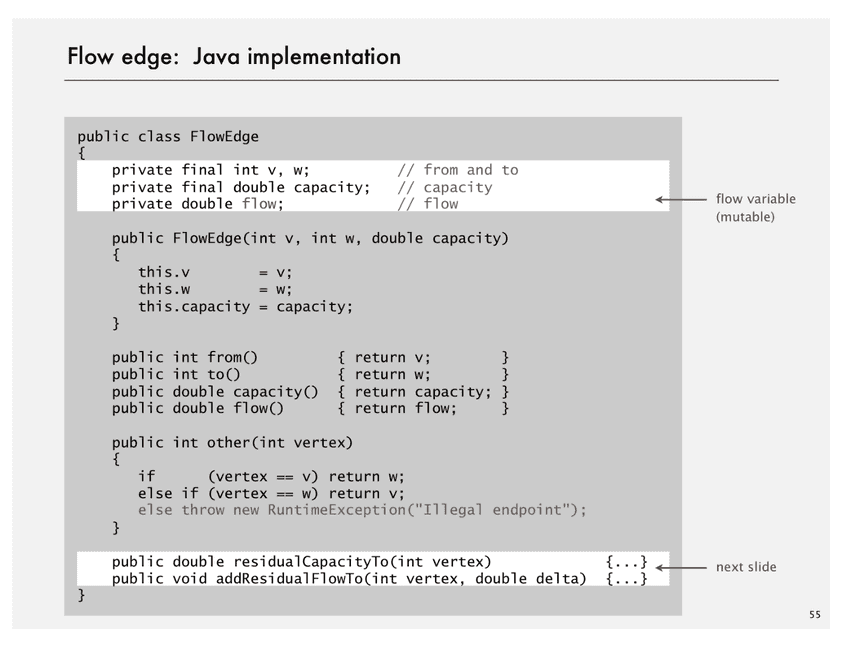 Flow edge: Java implementation
public class FlowEdge
{
private final int v, w; // from and to
private final double capacity; // capacity
private double flow; // flow
flow variable
(mutable)
public FlowEdge(int v, int w, double capacity)
{
this.v = v;
this.w = w;
this.capacity = capacity;
}
public int from() { return v; }
public int to() { return w; }
public double capacity() { return capacity; }
public double flow() { return flow; }
public int other(int vertex)
{
if (vertex == v) return w;
else if (vertex == w) return v;
else throw new RuntimeException("Illegal endpoint");
}
public double residualCapacityTo(int vertex) {...}
public void addResidualFlowTo(int vertex, double delta) {...}
next slide
}
55